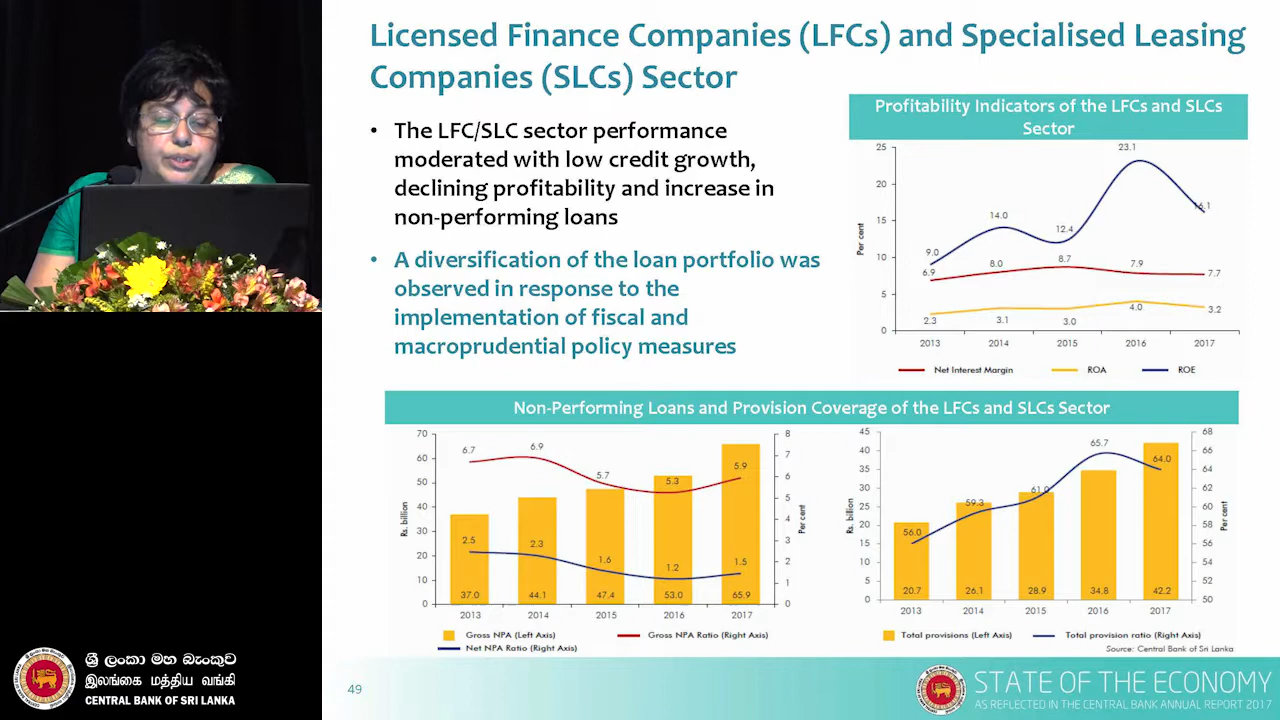 Licensed Finance Companies (LFCs) and Specialised Leasing
Companies (SLCs) Sector
• The LFC/SLC sector performance
moderated with low credit growth,
declining profitability and increase in
non-performing loans
• A diversification of the loan portfolio was
observed in response to the
implementation of fiscal and
macroprudential policy measures
Profitability Indicators of the LFCs and SLCs
Sector
25
20
15
10
5
0
Per cent
9.0
14.0
12.4
23.1
16.1
6.9
8.0
8.7
7.9
7.7
2.3
3.1
3.0
4.0
3.2
2013 2014 2015 2016 2017
Net Interest Margin ROA ROE
Non-Performing Loans and Provision Coverage of the LFCs and SLCs Sector
70
60
50
40
30
20
10
0
Rs. billion
6.7
6.9
5.7
5.3
5.9
2.5
2.3
1.6
1.2
1.5
37.0 44.1 47.4 53.0 65.9
2013 2014 2015 2016 2017
8
7
6
5
4
3
2
1
0
Per cent
Gross NPA (Left Axis) Gross NPA Ratio (Right Axis)
Net NPA Ratio (Right Axis)
45
40
35
30
25
20
15
10
5
0
Rs. billion
56.0
59.3
61.0
65.7
64.0
20.7 26.1 28.9 34.8 42.2
2013 2014 2015 2016 2017
68
66
64
62
60
58
56
54
52
50
Per cent
Total provisions (Left Axis) Total provision ratio (Right Axis)
Source: Central Bank of Sri Lanka
ශ්‍රී ලංකා මහ බැංකුව
இலங்கை மத்திய வங்கி
CENTRAL BANK OF SRI LANKA
49
STATE OF THE ECONOMY
AS REFLECTED IN THE CENTRAL BANK ANNUAL REPORT 2017